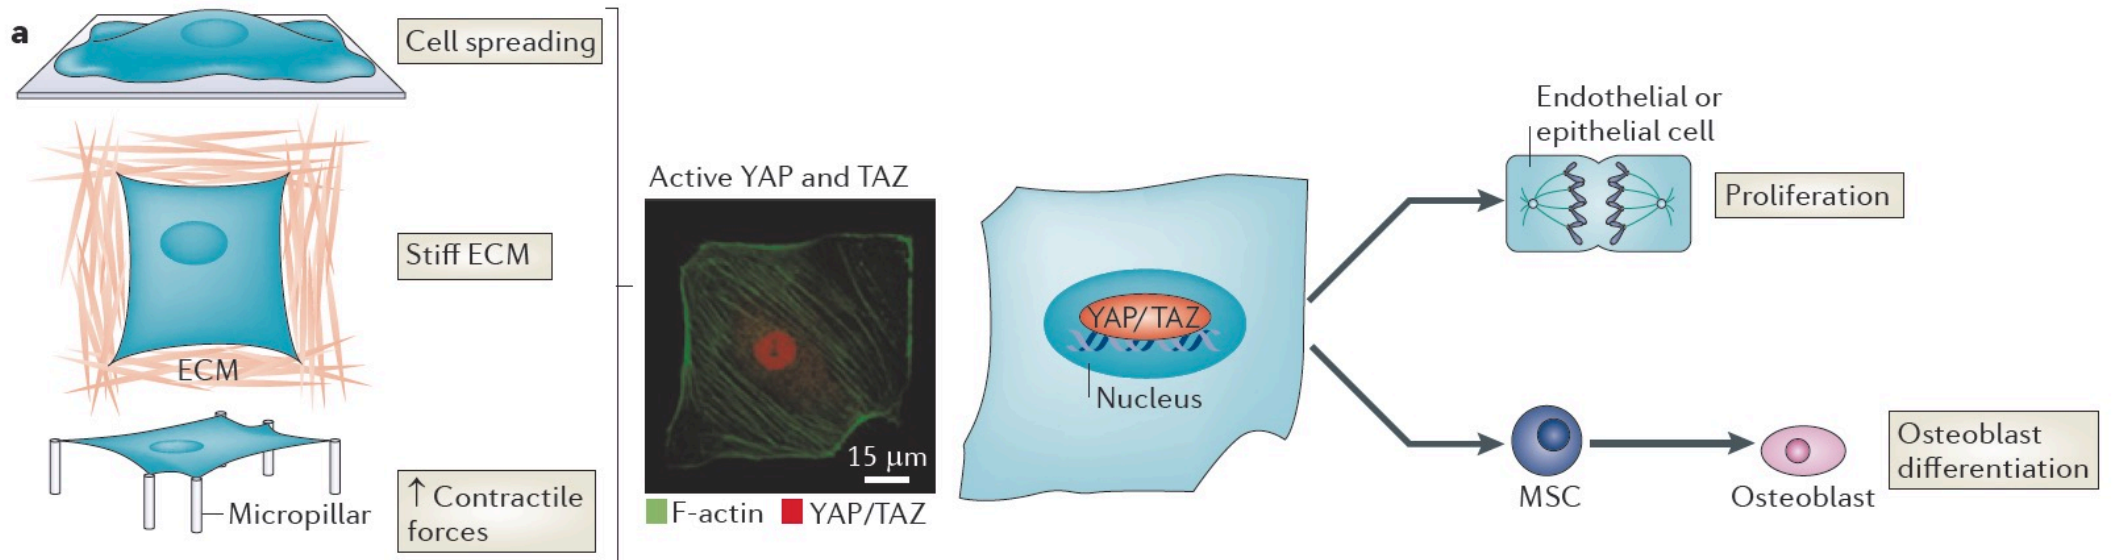 a
Cell spreading
Stiff ECM
ECM
↑ Contractile
forces
Micropillar
Active YAP and TAZ
15 μm
F-actin YAP/TAZ
YAP/TAZ
Nucleus
Endothelial or
epithelial cell
Proliferation
MSC
Osteoblast
Osteoblast
differentiation